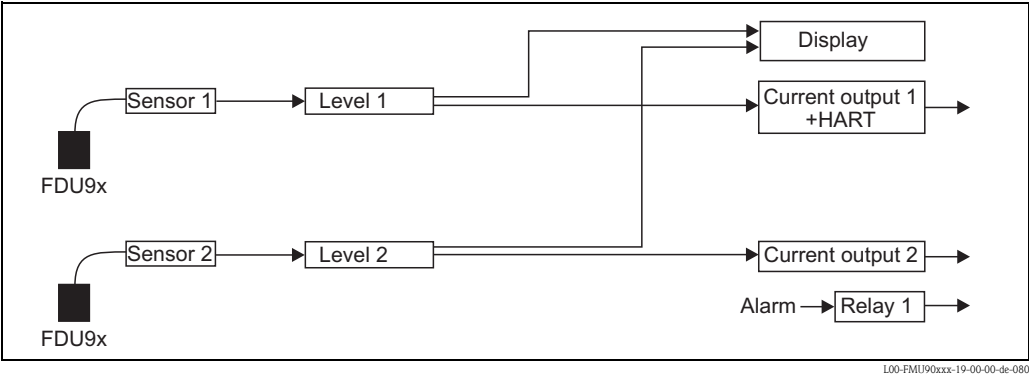 Display
Sensor 1
Level 1
Current output 1
+HART
FDU9x
Sensor 2
Level 2
Current output 2
Alarm
Relay 1
FDU9x
L00-FMU90xxx-19-00-00-de-080